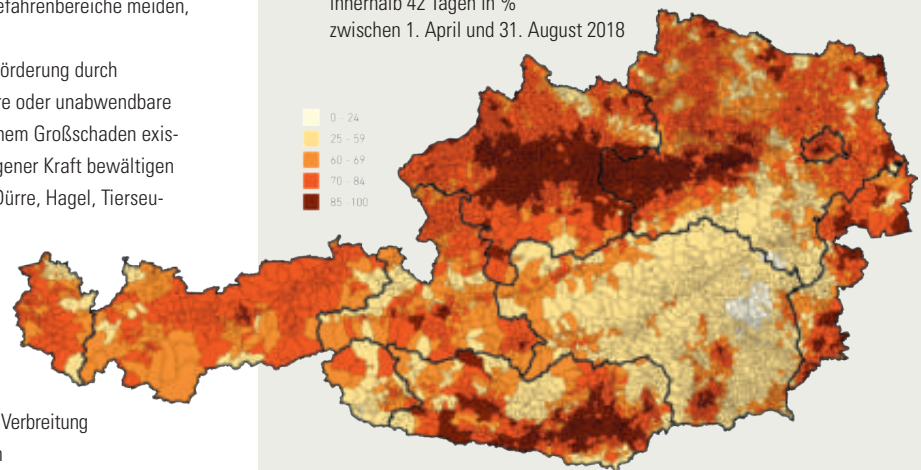 efahrenbereiche meiden,
örderung durch
re oder unabwendbare
nem Großschaden exis-
gener Kraft bewältigen
Dürre, Hagel, Tierseu-
Verbreitung
innerhalb 42 Tagen in %
zwischen 1. April und 31. August 2018
0 - 24
25 - 59
60 - 69
70 - 84
85 - 100